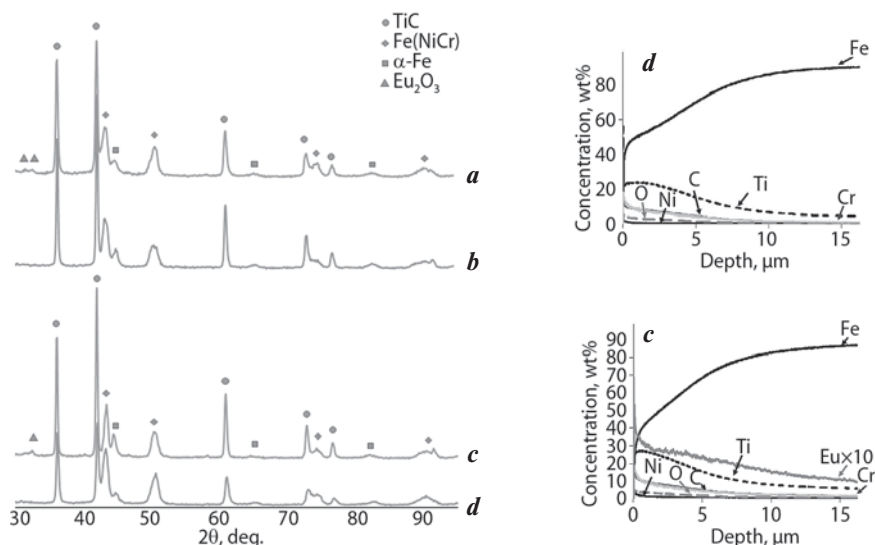 TiC
Fe(NiCr)
α-Fe
Eu₂O₃
a
b
c
d
30 40 50 60 70 80 90
2θ, deg.
d
Concentration, wt%
100
80
60
40
20
0
Fe
Ti
C
O
Ni
Cr
0 5 10 15
Depth, μm
c
Concentration, wt%
90
80
70
60
50
40
30
20
10
0
Fe
Eu×10
Ti
Ni O C
Cr
0 5 10 15
Depth, μm